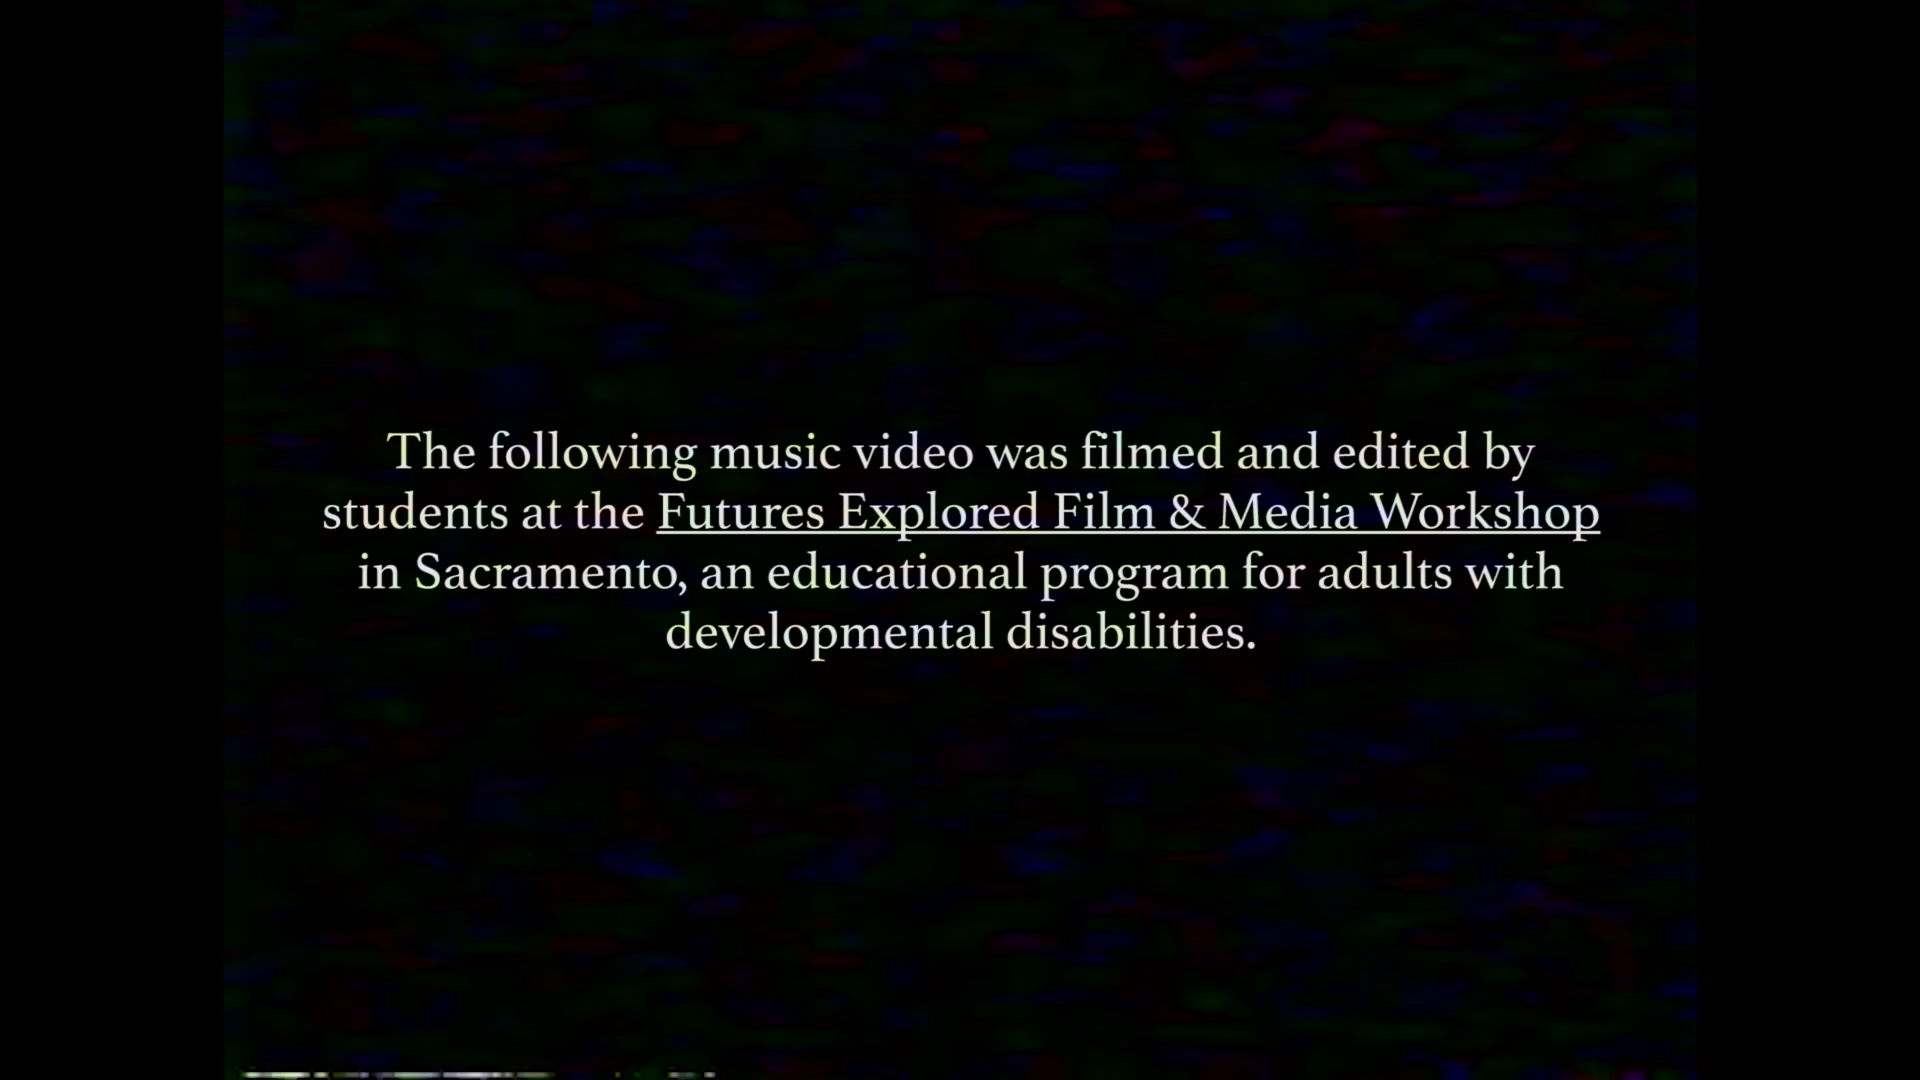 The following music video was filmed and edited by
students at the Futures Explored Film & Media Workshop
in Sacramento, an educational program for adults with
developmental disabilities.